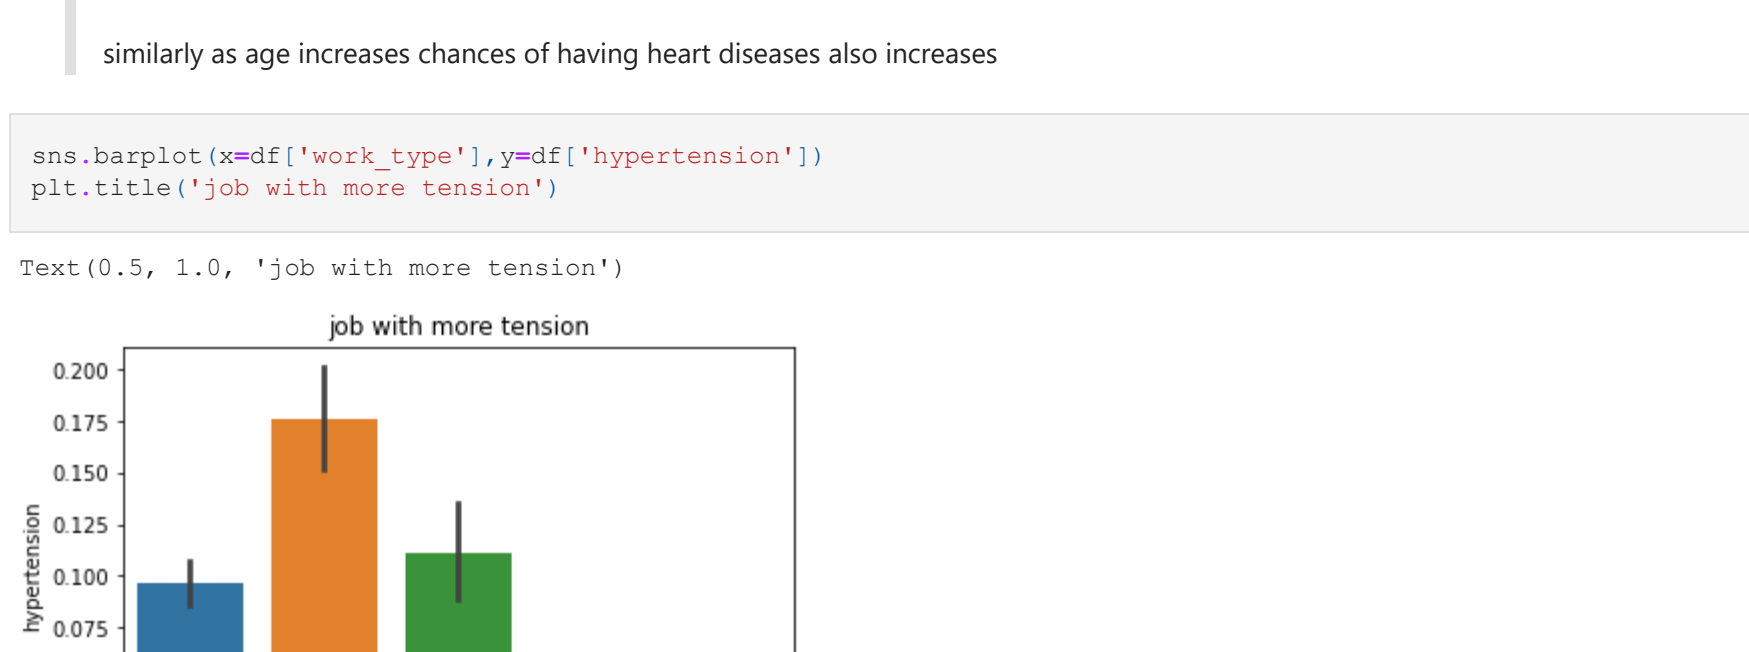 similarly as age increases chances of having heart diseases also increases
sns.barplot(x=df['work_type'],y=df['hypertension'])
plt.title('job with more tension')
Text(0.5, 1.0, 'job with more tension')
job with more tension
0.200
0.175
0.150
0.125
0.100
0.075
hypertension